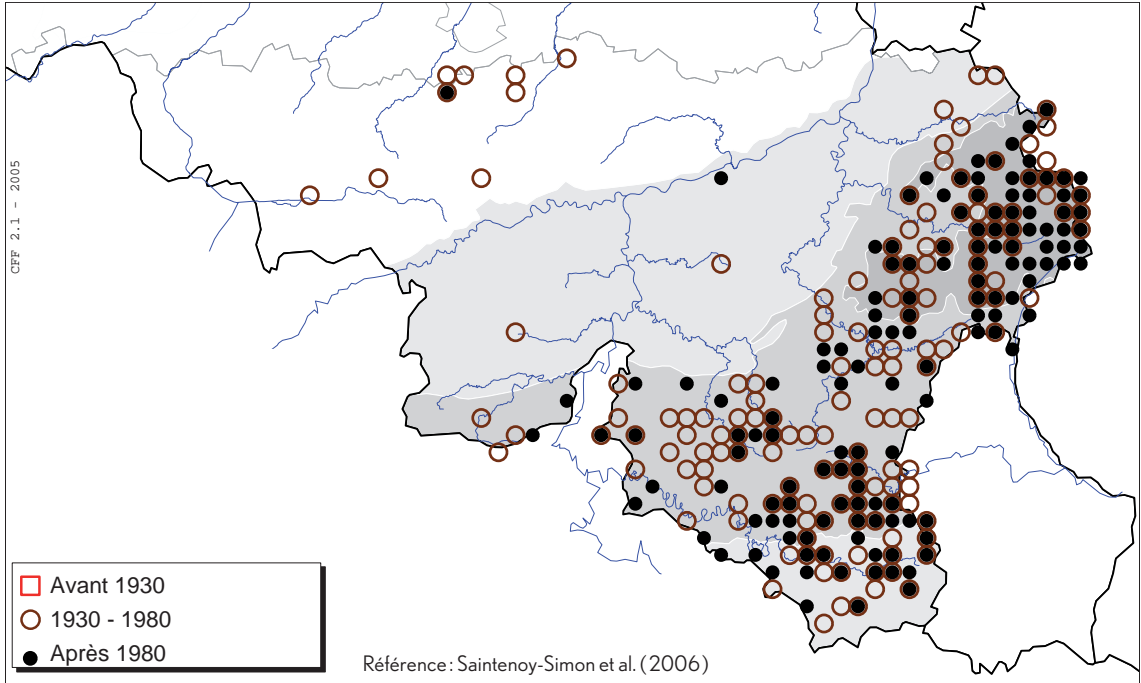 CFF 2.1 - 2005
Avant 1930
1930 - 1980
Après 1980
Référence: Saintenoy-Simon et al. (2006)